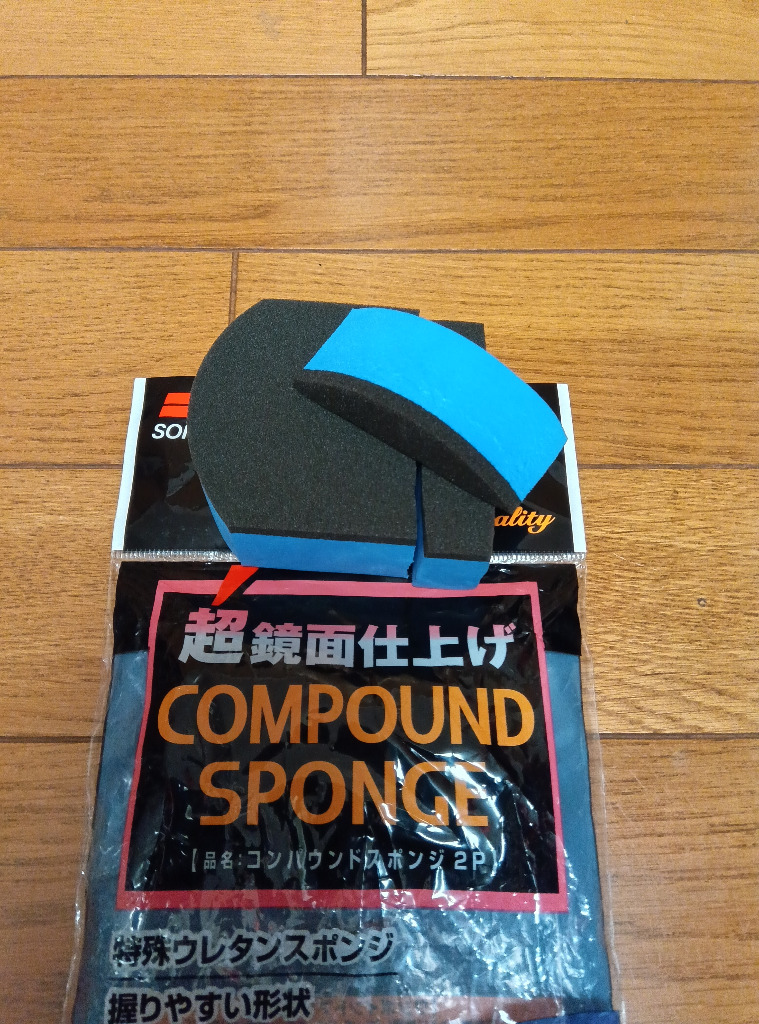 超鏡面仕上げ
COMPOUND
SPONGE
[品名:コンパウンドスポンジ 2P]
特殊ウレタンスポンジ
握りやすい形状